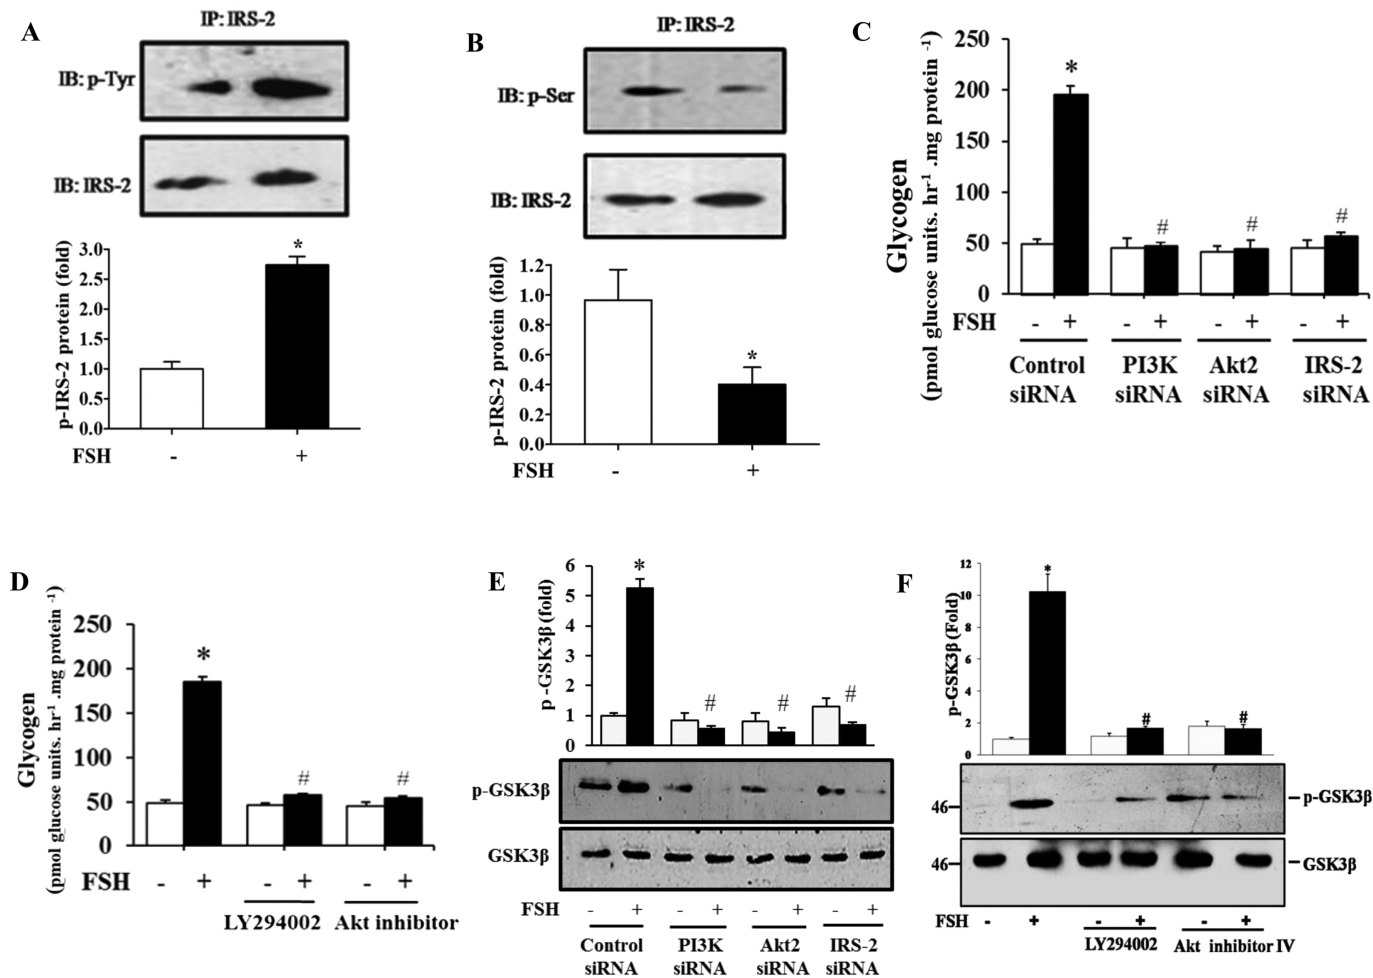 A
IP: IRS-2
IB: p-Tyr
IB: IRS-2
p-IRS-2 protein (fold)
3.0
2.5
2.0
1.5
1.0
0.5
0.0
*
FSH - +
B
IP: IRS-2
IB: p-Ser
IB: IRS-2
p-IRS-2 protein (fold)
1.2
1.0
0.8
0.6
0.4
0.2
0.0
*
FSH - +
C
Glycogen
(pmol glucose units. hr-1 .mg protein -1)
250
200
150
100
50
0
* # # #
FSH - + - + - + - +
Control PI3K Akt2 IRS-2
siRNA siRNA siRNA siRNA
D
Glycogen
(pmol glucose units. hr-1 .mg protein -1)
250
200
150
100
50
0
* # #
FSH - + - + - +
LY294002 Akt inhibitor
E
p -GSK3β (fold)
6
5
4
3
2
1
0
* # # #
p-GSK3β
GSK3β
FSH - + - + - + - +
Control PI3K Akt2 IRS-2
siRNA siRNA siRNA siRNA
F
p-GSK3β (Fold)
12
10
8
6
4
2
0
* # #
46 p-GSK3β
46 GSK3β
FSH - + - + - +
LY294002 Akt inhibitor IV